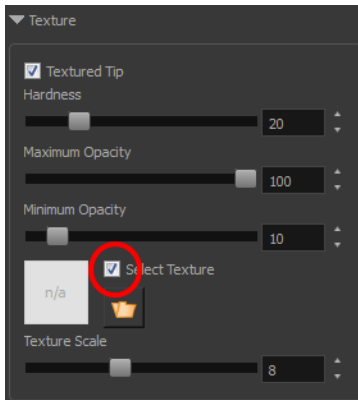 Texture
Textured Tip
Hardness
20
Maximum Opacity
100
Minimum Opacity
10
Select Texture
n/a
Texture Scale
8